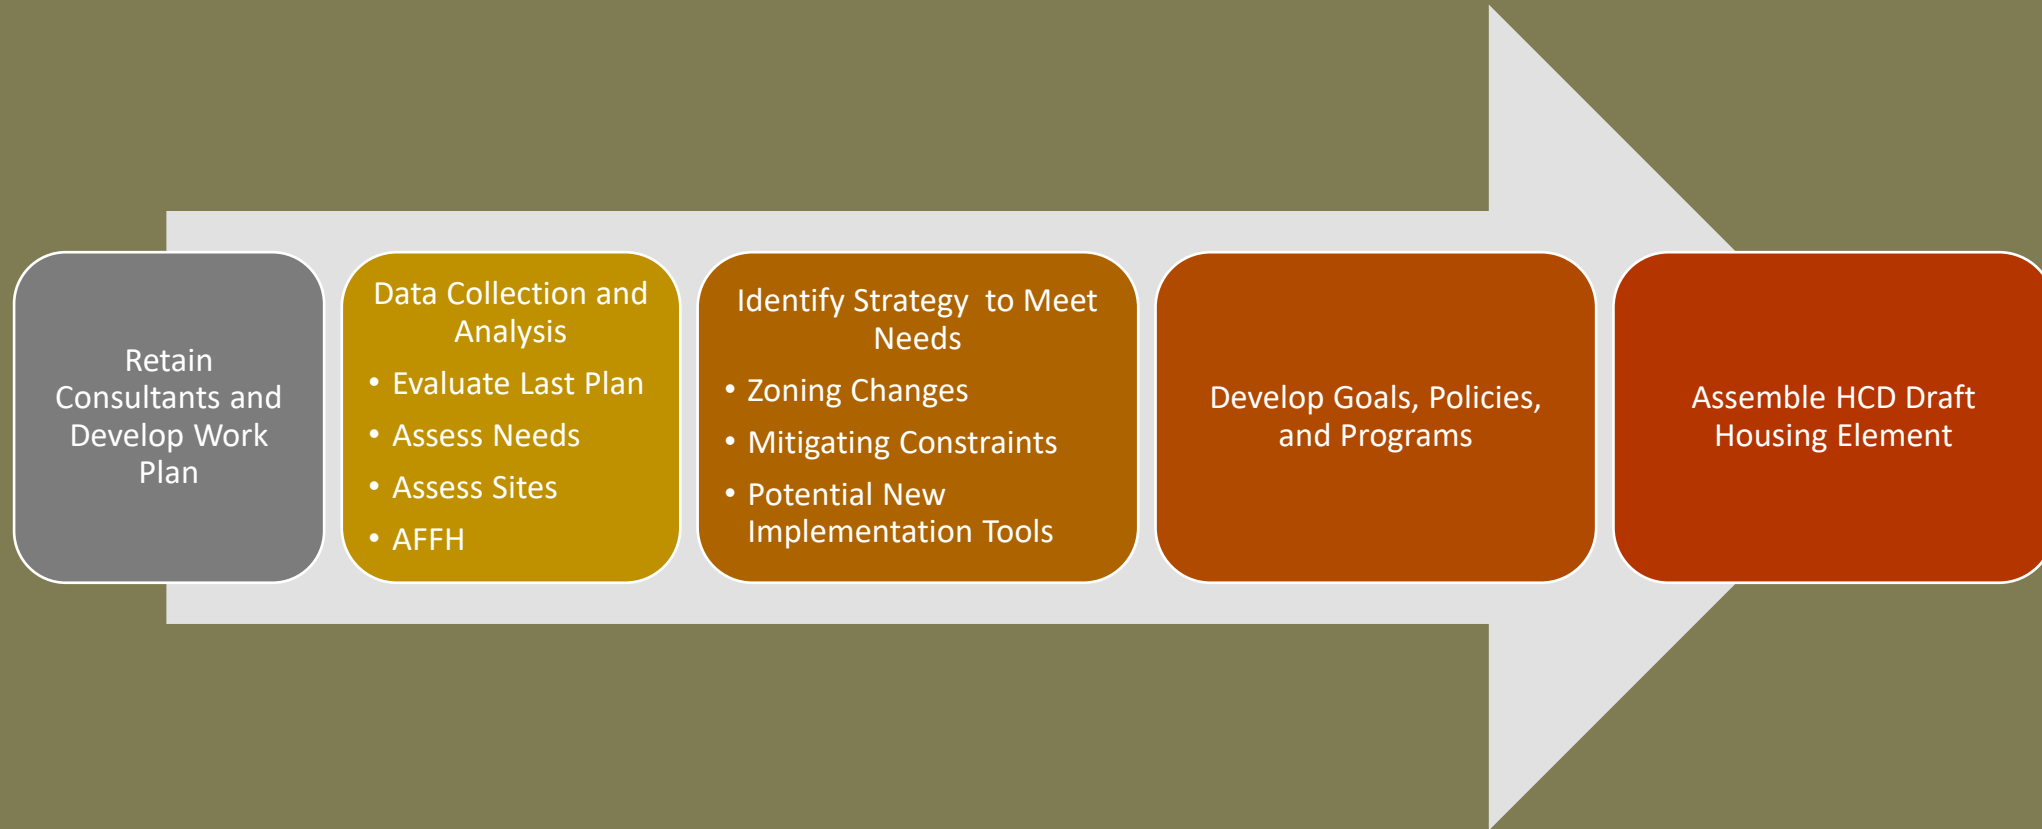 Retain
Consultants and
Develop Work
Plan
Data Collection and
Analysis
• Evaluate Last Plan
• Assess Needs
• Assess Sites
• AFFH
Identify Strategy  to Meet
Needs
• Zoning Changes
• Mitigating Constraints
• Potential New
Implementation Tools
Develop Goals, Policies,
and Programs
Assemble HCD Draft
Housing Element